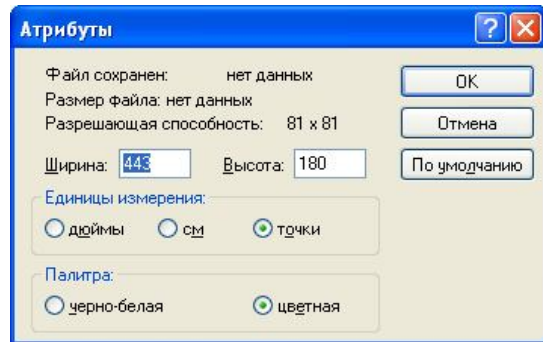 Атрибуты
Файл сохранен: нет данных
Размер файла: нет данных
Разрешающая способность: 81 x 81
Ширина: 443 Высота: 180
Единицы измерения:
дюймы см точки
Палитра:
черно-белая цветная
OK
Отмена
По умолчанию